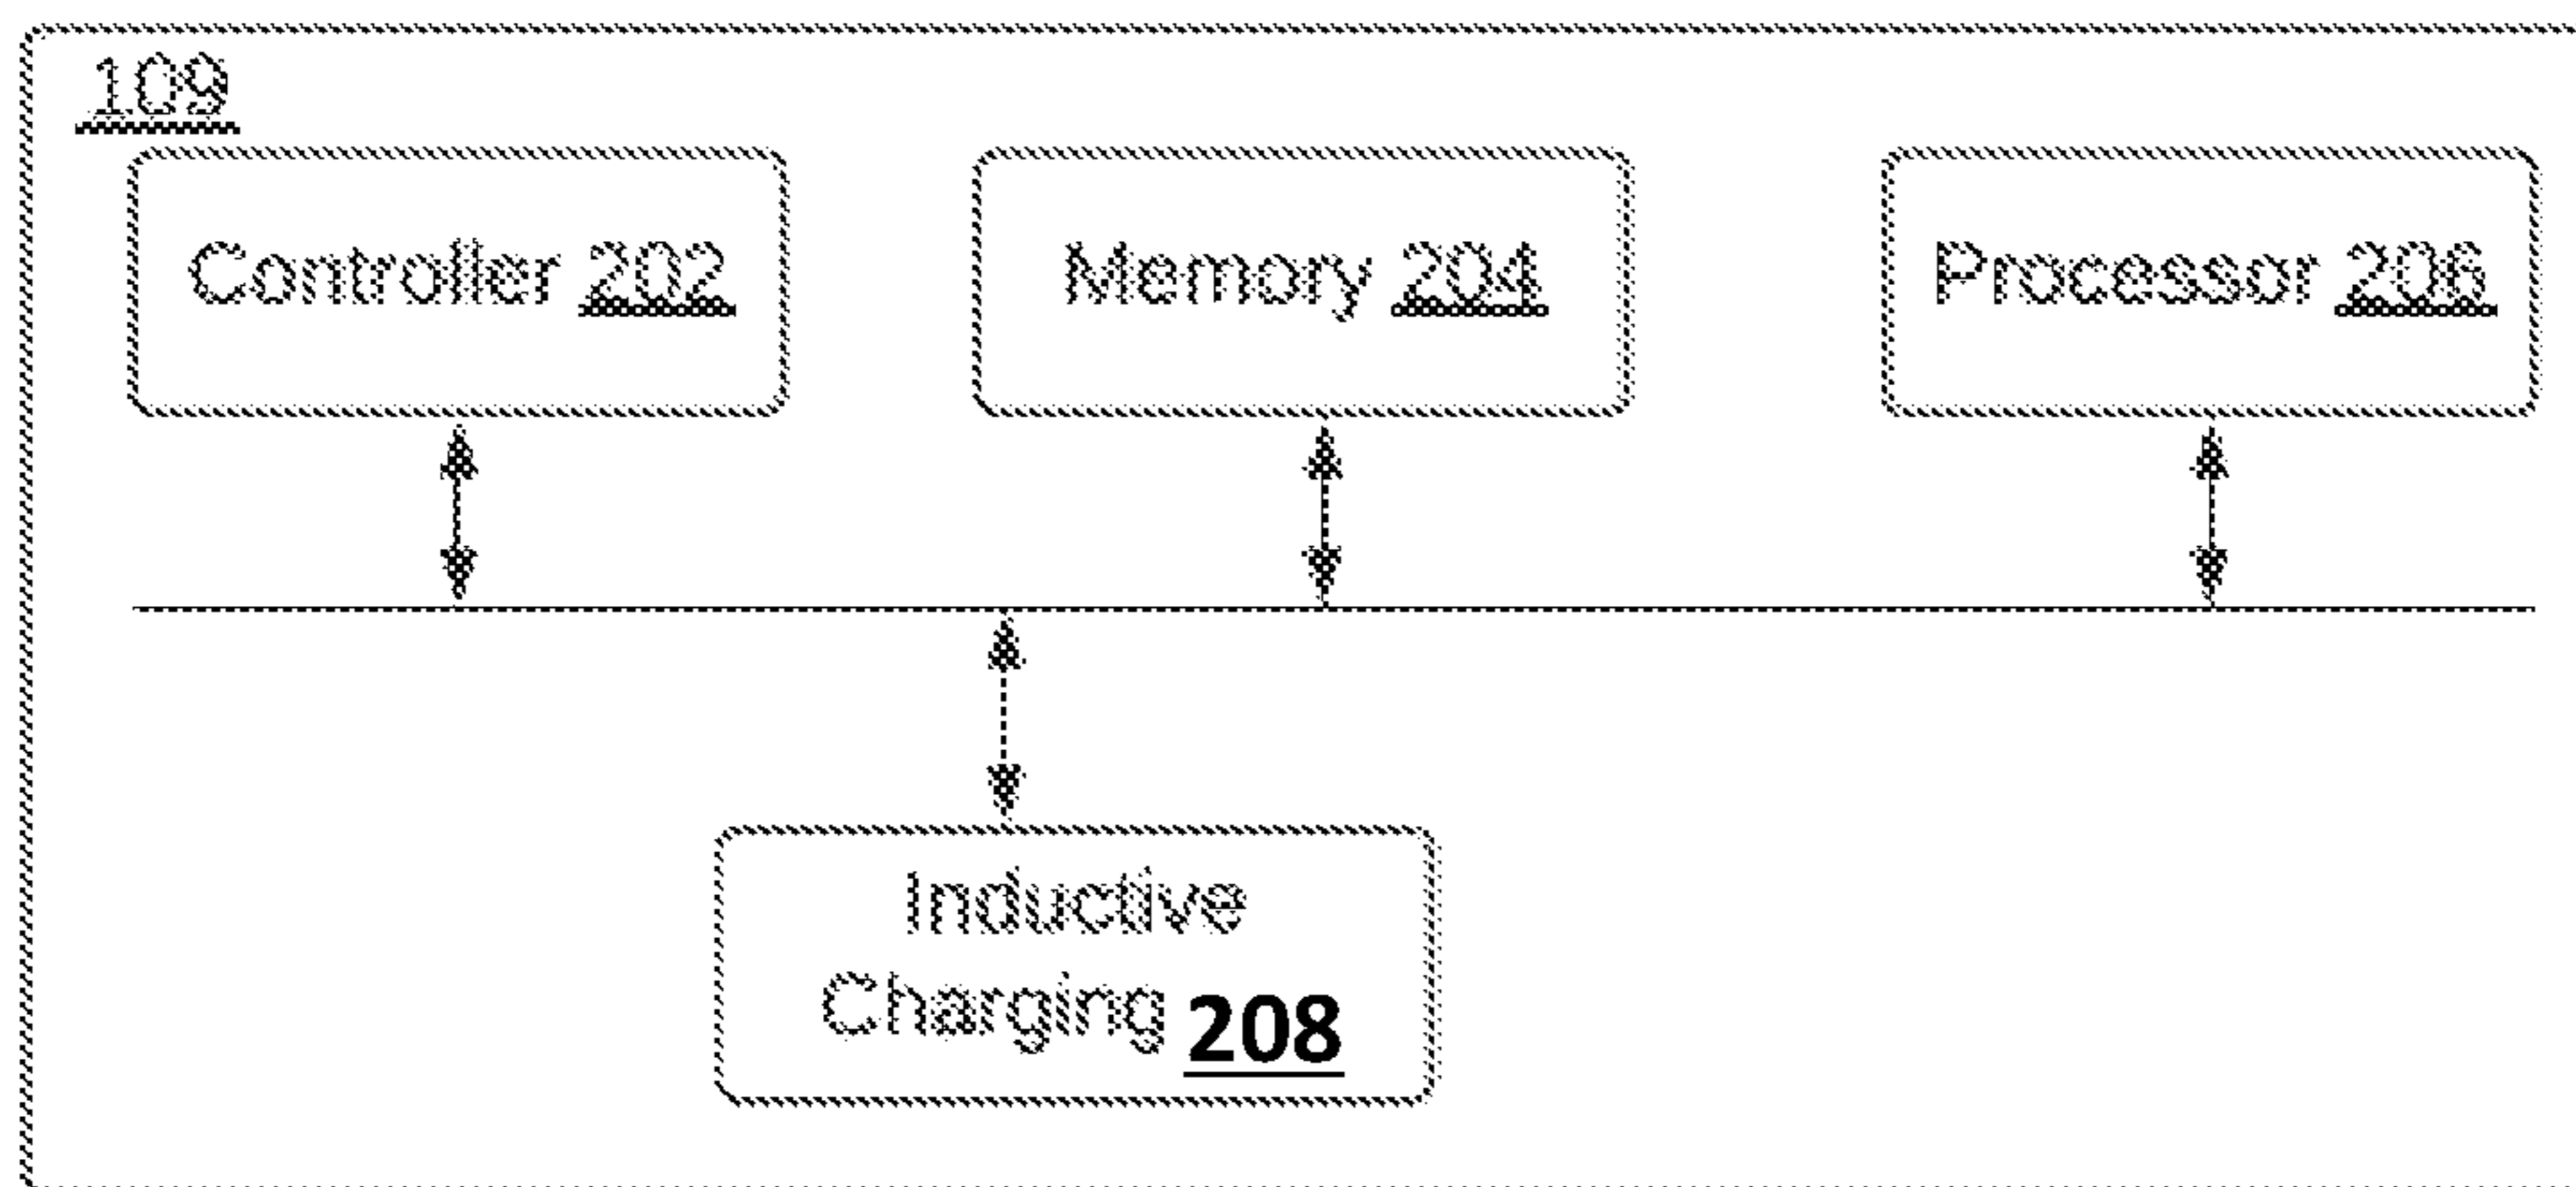 109
Controller 202
Memory 204
Processor 206
Inductive
Charging 208